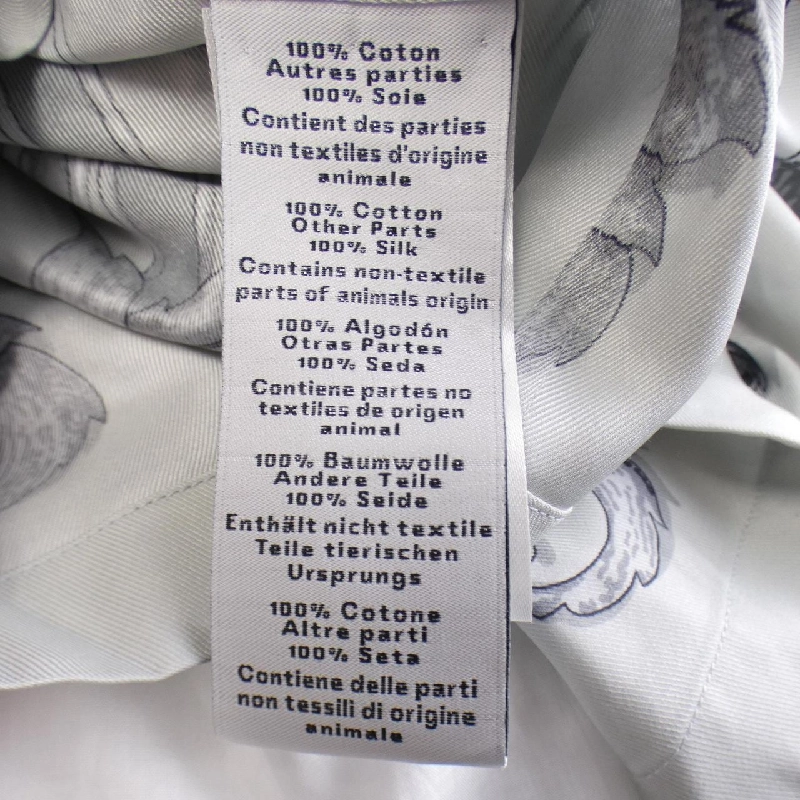 100% Coton
Autres parties
100% Soie
Contient des parties
non textiles d'origine
animale
100% Cotton
Other Parts
100% Silk
Contains non-textile
parts of animals origin
100% Algodón
Otras Partes
100% Seda
Contiene partes no
textiles de origen
animal
100% Baumwolle
Andere Teile
100% Seide
Enthält nicht textile
Teile tierischen
Ursprungs
100% Cotone
Altre parti
100% Seta
Contiene delle parti
non tessili di origine
animale